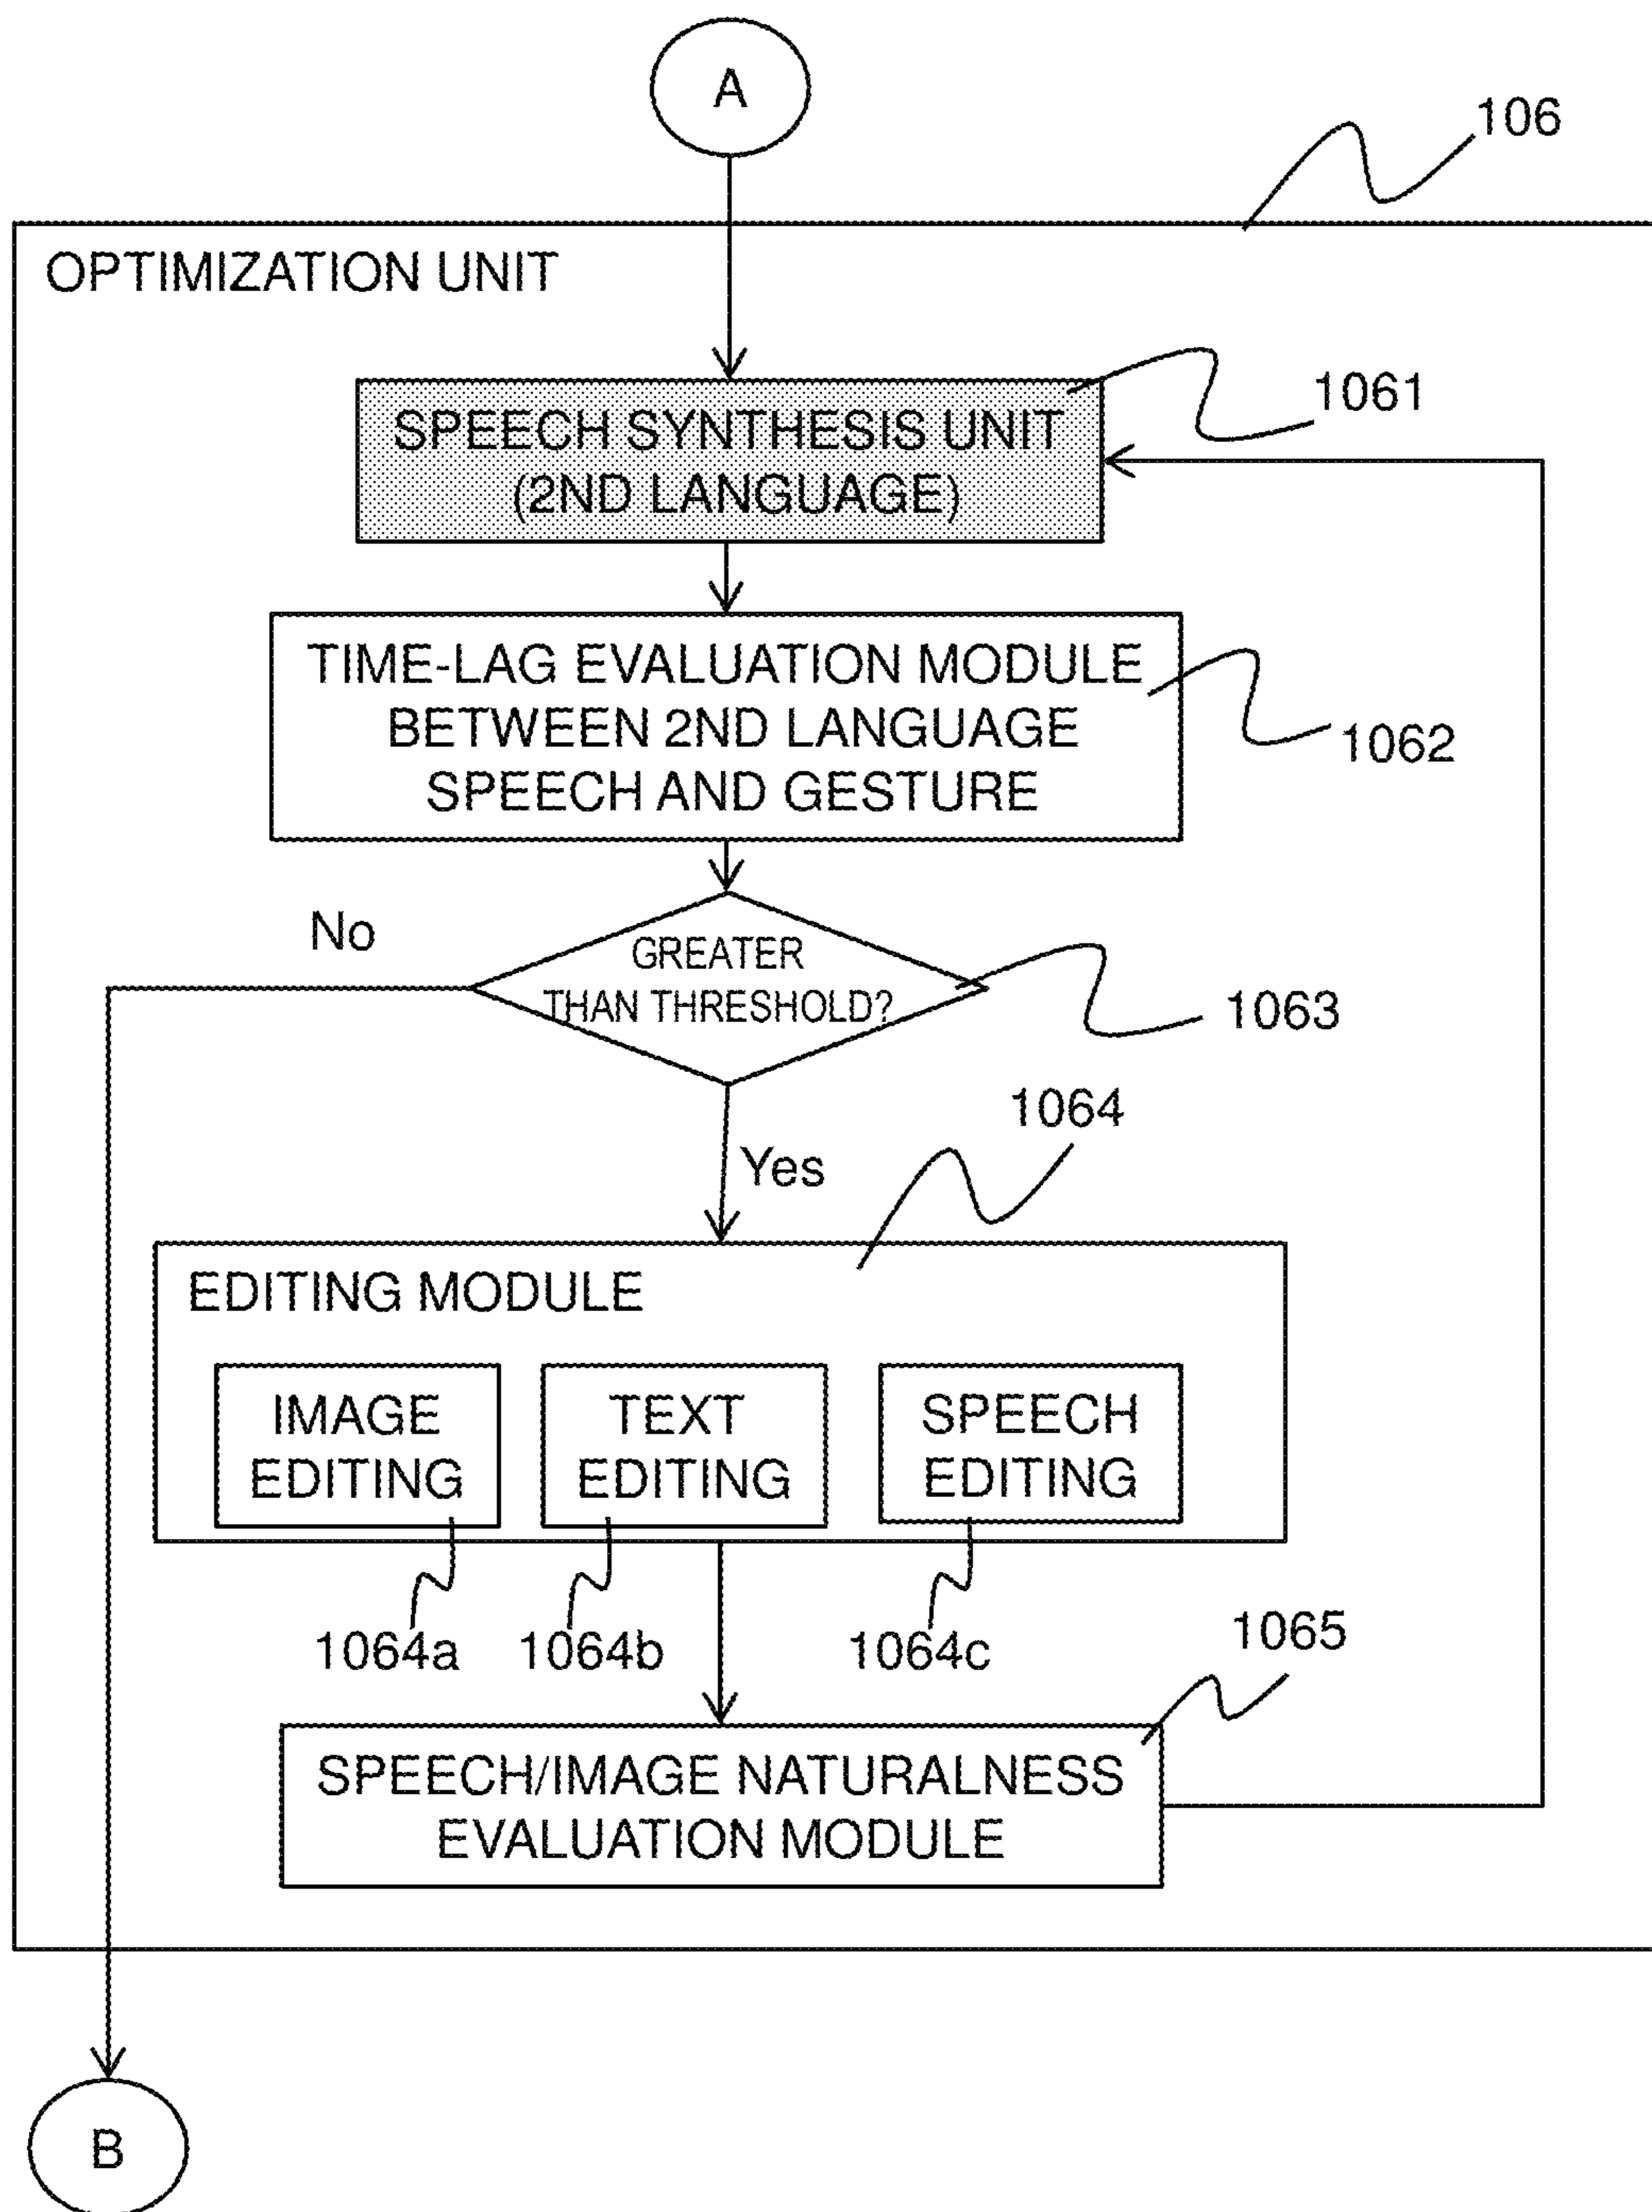 A
106
OPTIMIZATION UNIT
SPEECH SYNTHESIS UNIT
(2ND LANGUAGE)
1061
TIME-LAG EVALUATION MODULE
BETWEEN 2ND LANGUAGE
SPEECH AND GESTURE
1062
No
GREATER
THAN THRESHOLD?
1063
Yes
1064
EDITING MODULE
IMAGE
EDITING
TEXT
EDITING
SPEECH
EDITING
1064a
1064b
1064c
1065
SPEECH/IMAGE NATURALNESS
EVALUATION MODULE
B